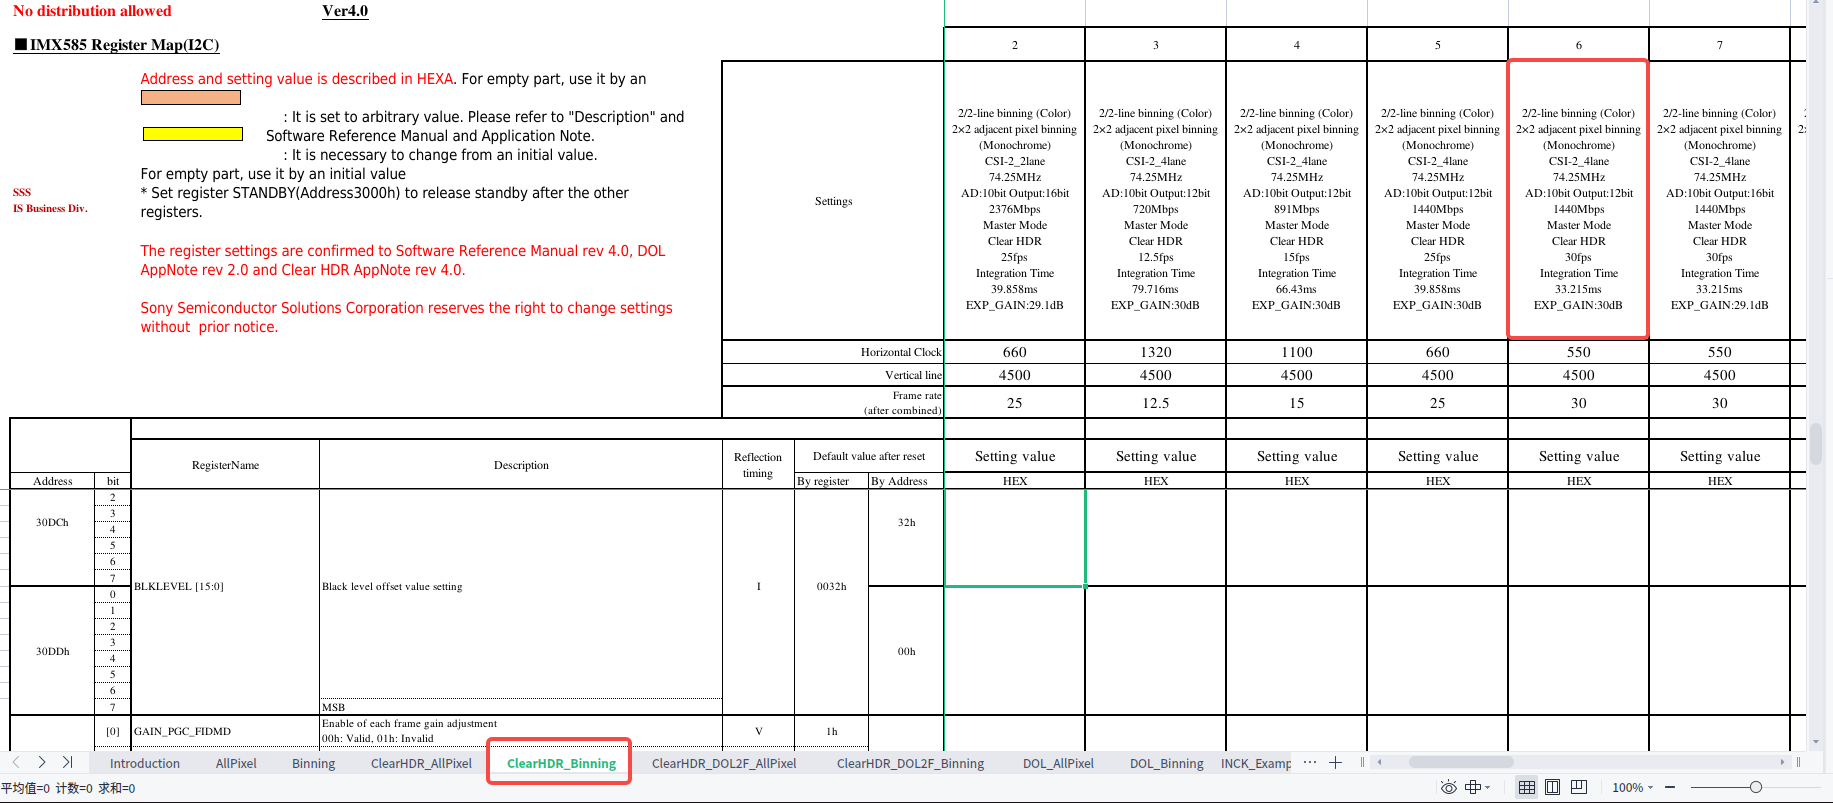 No distribution allowed
Ver4.0
■IMX585 Register Map(I2C)
Address and setting value is described in HEXA. For empty part, use it by an
: It is set to arbitrary value. Please refer to "Description" and
Software Reference Manual and Application Note.
: It is necessary to change from an initial value.
For empty part, use it by an initial value
* Set register STANDBY(Address3000h) to release standby after the other
registers.
SSS
IS Business Div.
The register settings are confirmed to Software Reference Manual rev 4.0, DOL
AppNote rev 2.0 and Clear HDR AppNote rev 4.0.
Sony Semiconductor Solutions Corporation reserves the right to change settings
without  prior notice.
2 3 4 5 6 7
Settings
2/2-line binning (Color)
2×2 adjacent pixel binning
(Monochrome)
CSI-2_2lane
74.25MHz
AD:10bit Output:16bit
2376Mbps
Master Mode
Clear HDR
25fps
Integration Time
39.858ms
EXP_GAIN:29.1dB
2/2-line binning (Color)
2×2 adjacent pixel binning
(Monochrome)
CSI-2_4lane
74.25MHz
AD:10bit Output:12bit
720Mbps
Master Mode
Clear HDR
12.5fps
Integration Time
79.716ms
EXP_GAIN:30dB
2/2-line binning (Color)
2×2 adjacent pixel binning
(Monochrome)
CSI-2_4lane
74.25MHz
AD:10bit Output:12bit
891Mbps
Master Mode
Clear HDR
15fps
Integration Time
66.43ms
EXP_GAIN:30dB
2/2-line binning (Color)
2×2 adjacent pixel binning
(Monochrome)
CSI-2_4lane
74.25MHz
AD:10bit Output:12bit
1440Mbps
Master Mode
Clear HDR
25fps
Integration Time
39.858ms
EXP_GAIN:30dB
2/2-line binning (Color)
2×2 adjacent pixel binning
(Monochrome)
CSI-2_4lane
74.25MHz
AD:10bit Output:12bit
1440Mbps
Master Mode
Clear HDR
30fps
Integration Time
33.215ms
EXP_GAIN:30dB
2/2-line binning (Color)
2×2 adjacent pixel binning
(Monochrome)
CSI-2_4lane
74.25MHz
AD:10bit Output:16bit
1440Mbps
Master Mode
Clear HDR
30fps
Integration Time
33.215ms
EXP_GAIN:29.1dB
Horizontal Clock 660 1320 1100 660 550 550
Vertical line 4500 4500 4500 4500 4500 4500
Frame rate
(after combined) 25 12.5 15 25 30 30
Address bit RegisterName Description Reflection
timing Default value after reset
By register By Address
Setting value Setting value Setting value Setting value Setting value Setting value
HEX HEX HEX HEX HEX HEX
30DCh
2
3
4
5
6
7
32h
BLKLEVEL [15:0] Black level offset value setting I 0032h
30DDh
0
1
2
3
4
5
6
7
00h
MSB
[0] GAIN_PGC_FIDMD Enable of each frame gain adjustment
00h: Valid, 01h: Invalid V 1h
Introduction AllPixel Binning ClearHDR_AllPixel ClearHDR_Binning ClearHDR_DOL2F_AllPixel ClearHDR_DOL2F_Binning DOL_AllPixel DOL_Binning INCK_Examp
平均值=0 计数=0 求和=0
100%